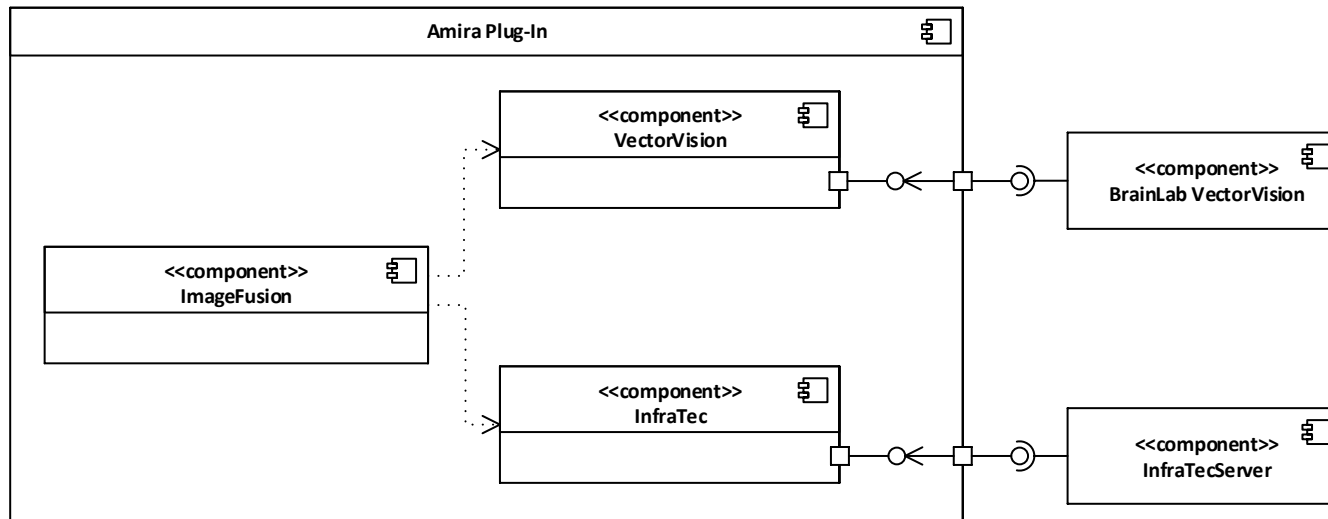 Amira Plug-In
<<component>>
VectorVision
<<component>>
BrainLab VectorVision
<<component>>
ImageFusion
<<component>>
InfraTec
<<component>>
InfraTecServer